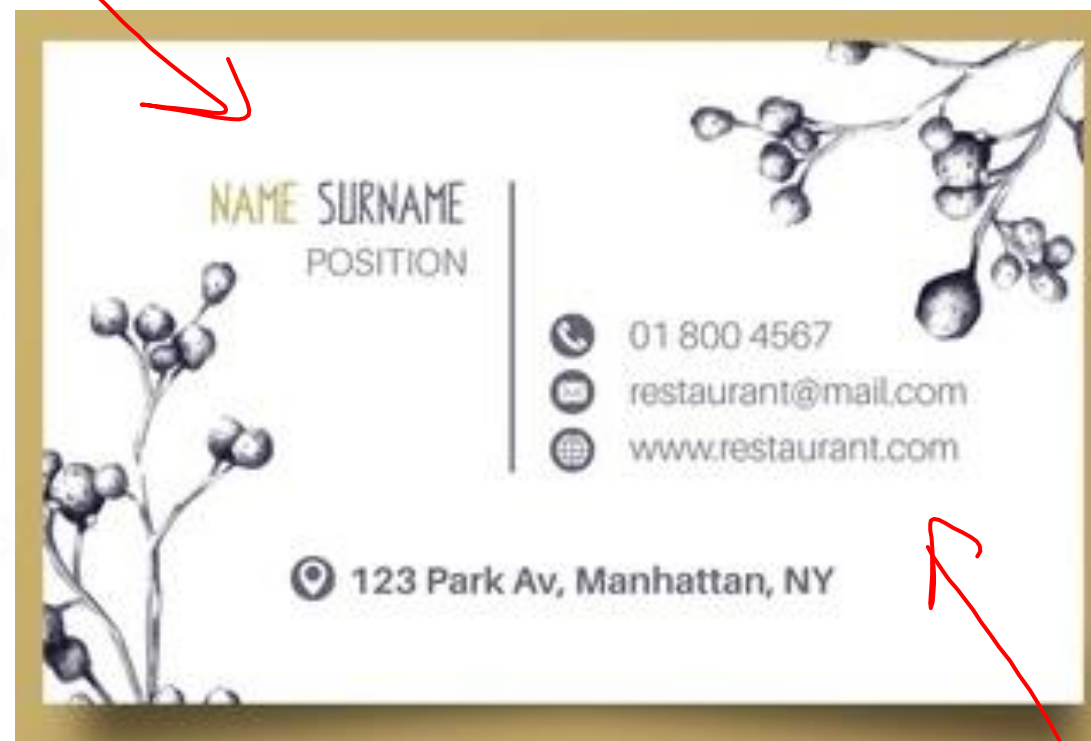 NAME SURNAME
POSITION
01 800 4567
restaurant@mail.com
www.restaurant.com
123 Park Av, Manhattan, NY